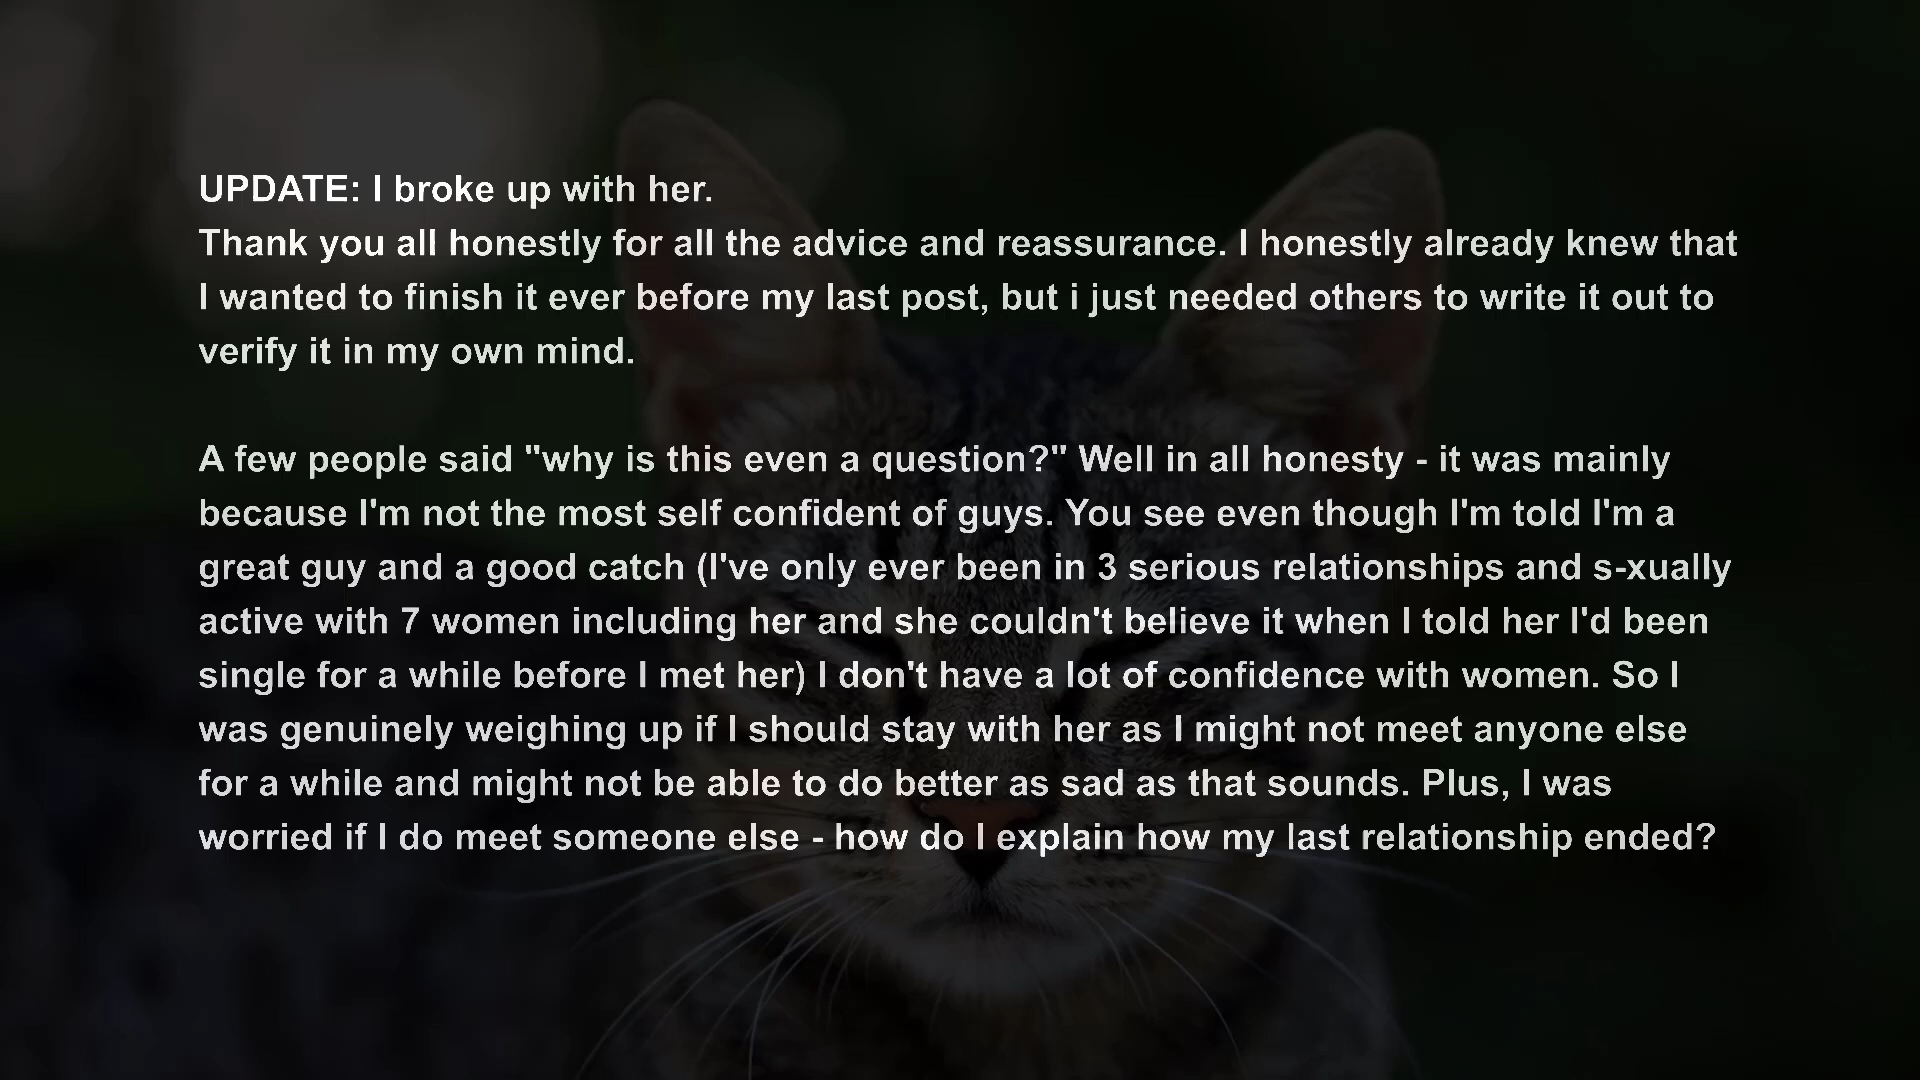 UPDATE: I broke up with her.
Thank you all honestly for all the advice and reassurance. I honestly already knew that
I wanted to finish it ever before my last post, but i just needed others to write it out to
verify it in my own mind.
A few people said "why is this even a question?" Well in all honesty - it was mainly
because I'm not the most self confident of guys. You see even though I'm told I'm a
great guy and a good catch (I've only ever been in 3 serious relationships and s-xually
active with 7 women including her and she couldn't believe it when I told her I'd been
single for a while before I met her) I don't have a lot of confidence with women. So I
was genuinely weighing up if I should stay with her as I might not meet anyone else
for a while and might not be able to do better as sad as that sounds. Plus, I was
worried if I do meet someone else - how do I explain how my last relationship ended?